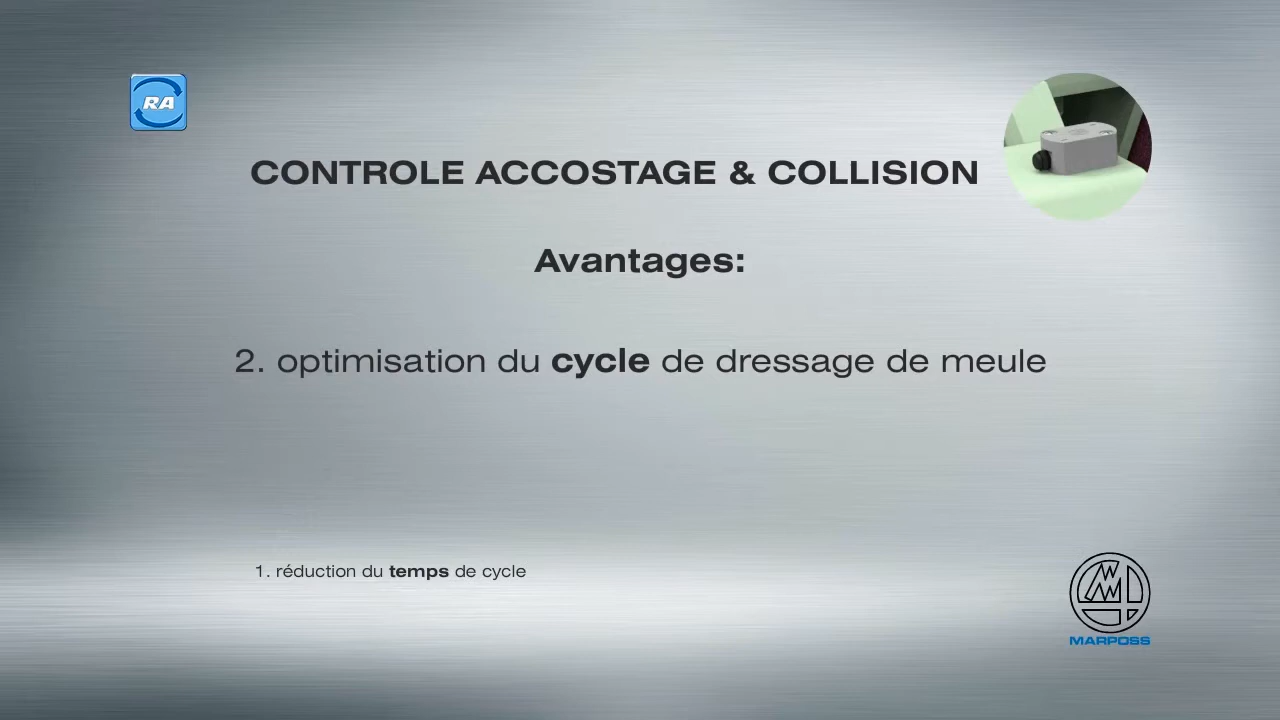 RA
CONTROLE ACCOSTAGE & COLLISION
Avantages:
2. optimisation du cycle de dressage de meule
1. réduction du temps de cycle
MARPOSS